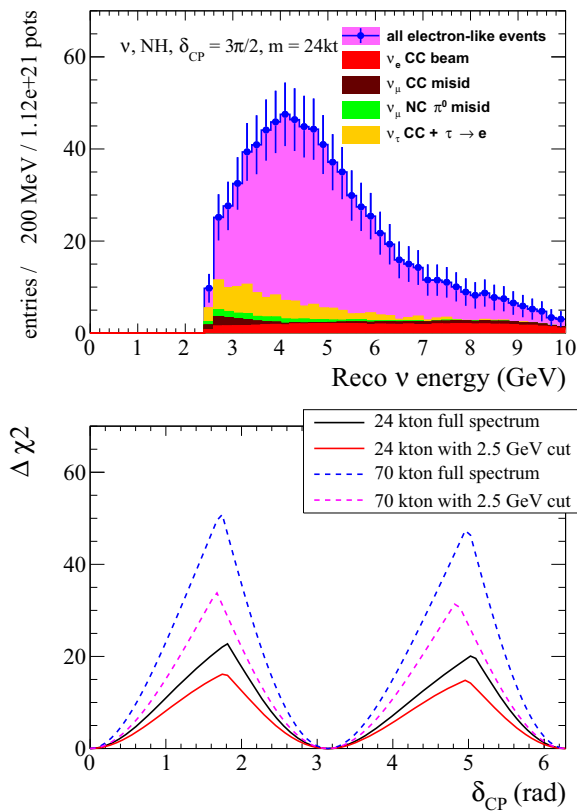 ν, NH, δCP = 3π/2, m = 24kt
all electron-like events
νe CC beam
νμ CC misid
νμ NC π0 misid
ντ CC + τ → e
entries / 200 MeV / 1.12e+21 pots
60
40
20
0
0 1 2 3 4 5 6 7 8 9 10
Reco ν energy (GeV)
24 kton full spectrum
24 kton with 2.5 GeV cut
70 kton full spectrum
70 kton with 2.5 GeV cut
Δ χ2
60
40
20
0
0 1 2 3 4 5 6
δCP (rad)